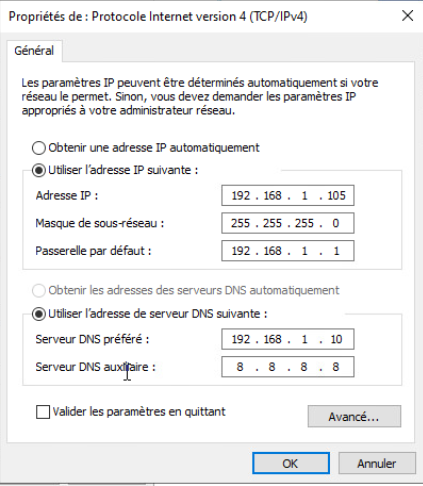 Propriétés de : Protocole Internet version 4 (TCP/IPv4)
Général
Les paramètres IP peuvent être déterminés automatiquement si votre
réseau le permet. Sinon, vous devez demander les paramètres IP
appropriés à votre administrateur réseau.
Obtenir une adresse IP automatiquement
Utiliser l'adresse IP suivante :
Adresse IP : 192 . 168 . 1 . 105
Masque de sous-réseau : 255 . 255 . 255 . 0
Passerelle par défaut : 192 . 168 . 1 . 1
Obtenir les adresses des serveurs DNS automatiquement
Utiliser l'adresse de serveur DNS suivante :
Serveur DNS préféré : 192 . 168 . 1 . 10
Serveur DNS auxiliaire : 8 . 8 . 8 . 8
Valider les paramètres en quittant
Avancé...
OK Annuler